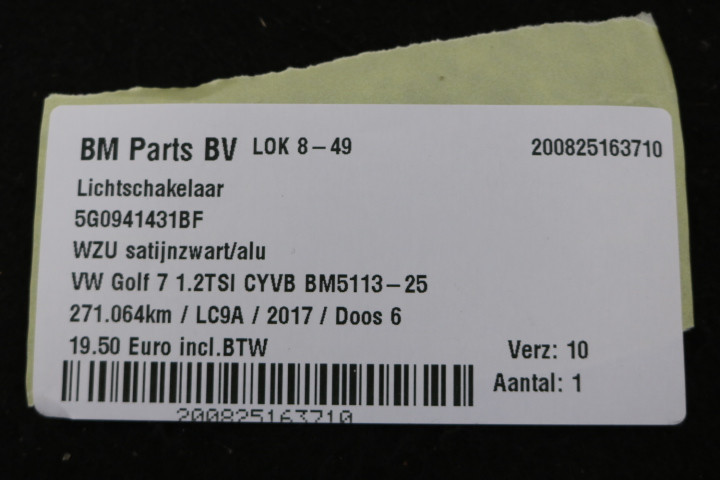 BM Parts BV LOK 8-49 200825163710
Lichtschakelaar
5G0941431BF
WZU satijnzwart/alu
VW Golf 7 1.2TSI CYVB BM5113-25
271.064km / LC9A / 2017 / Doos 6
19.50 Euro incl.BTW Verz: 10
Aantal: 1
200825163710